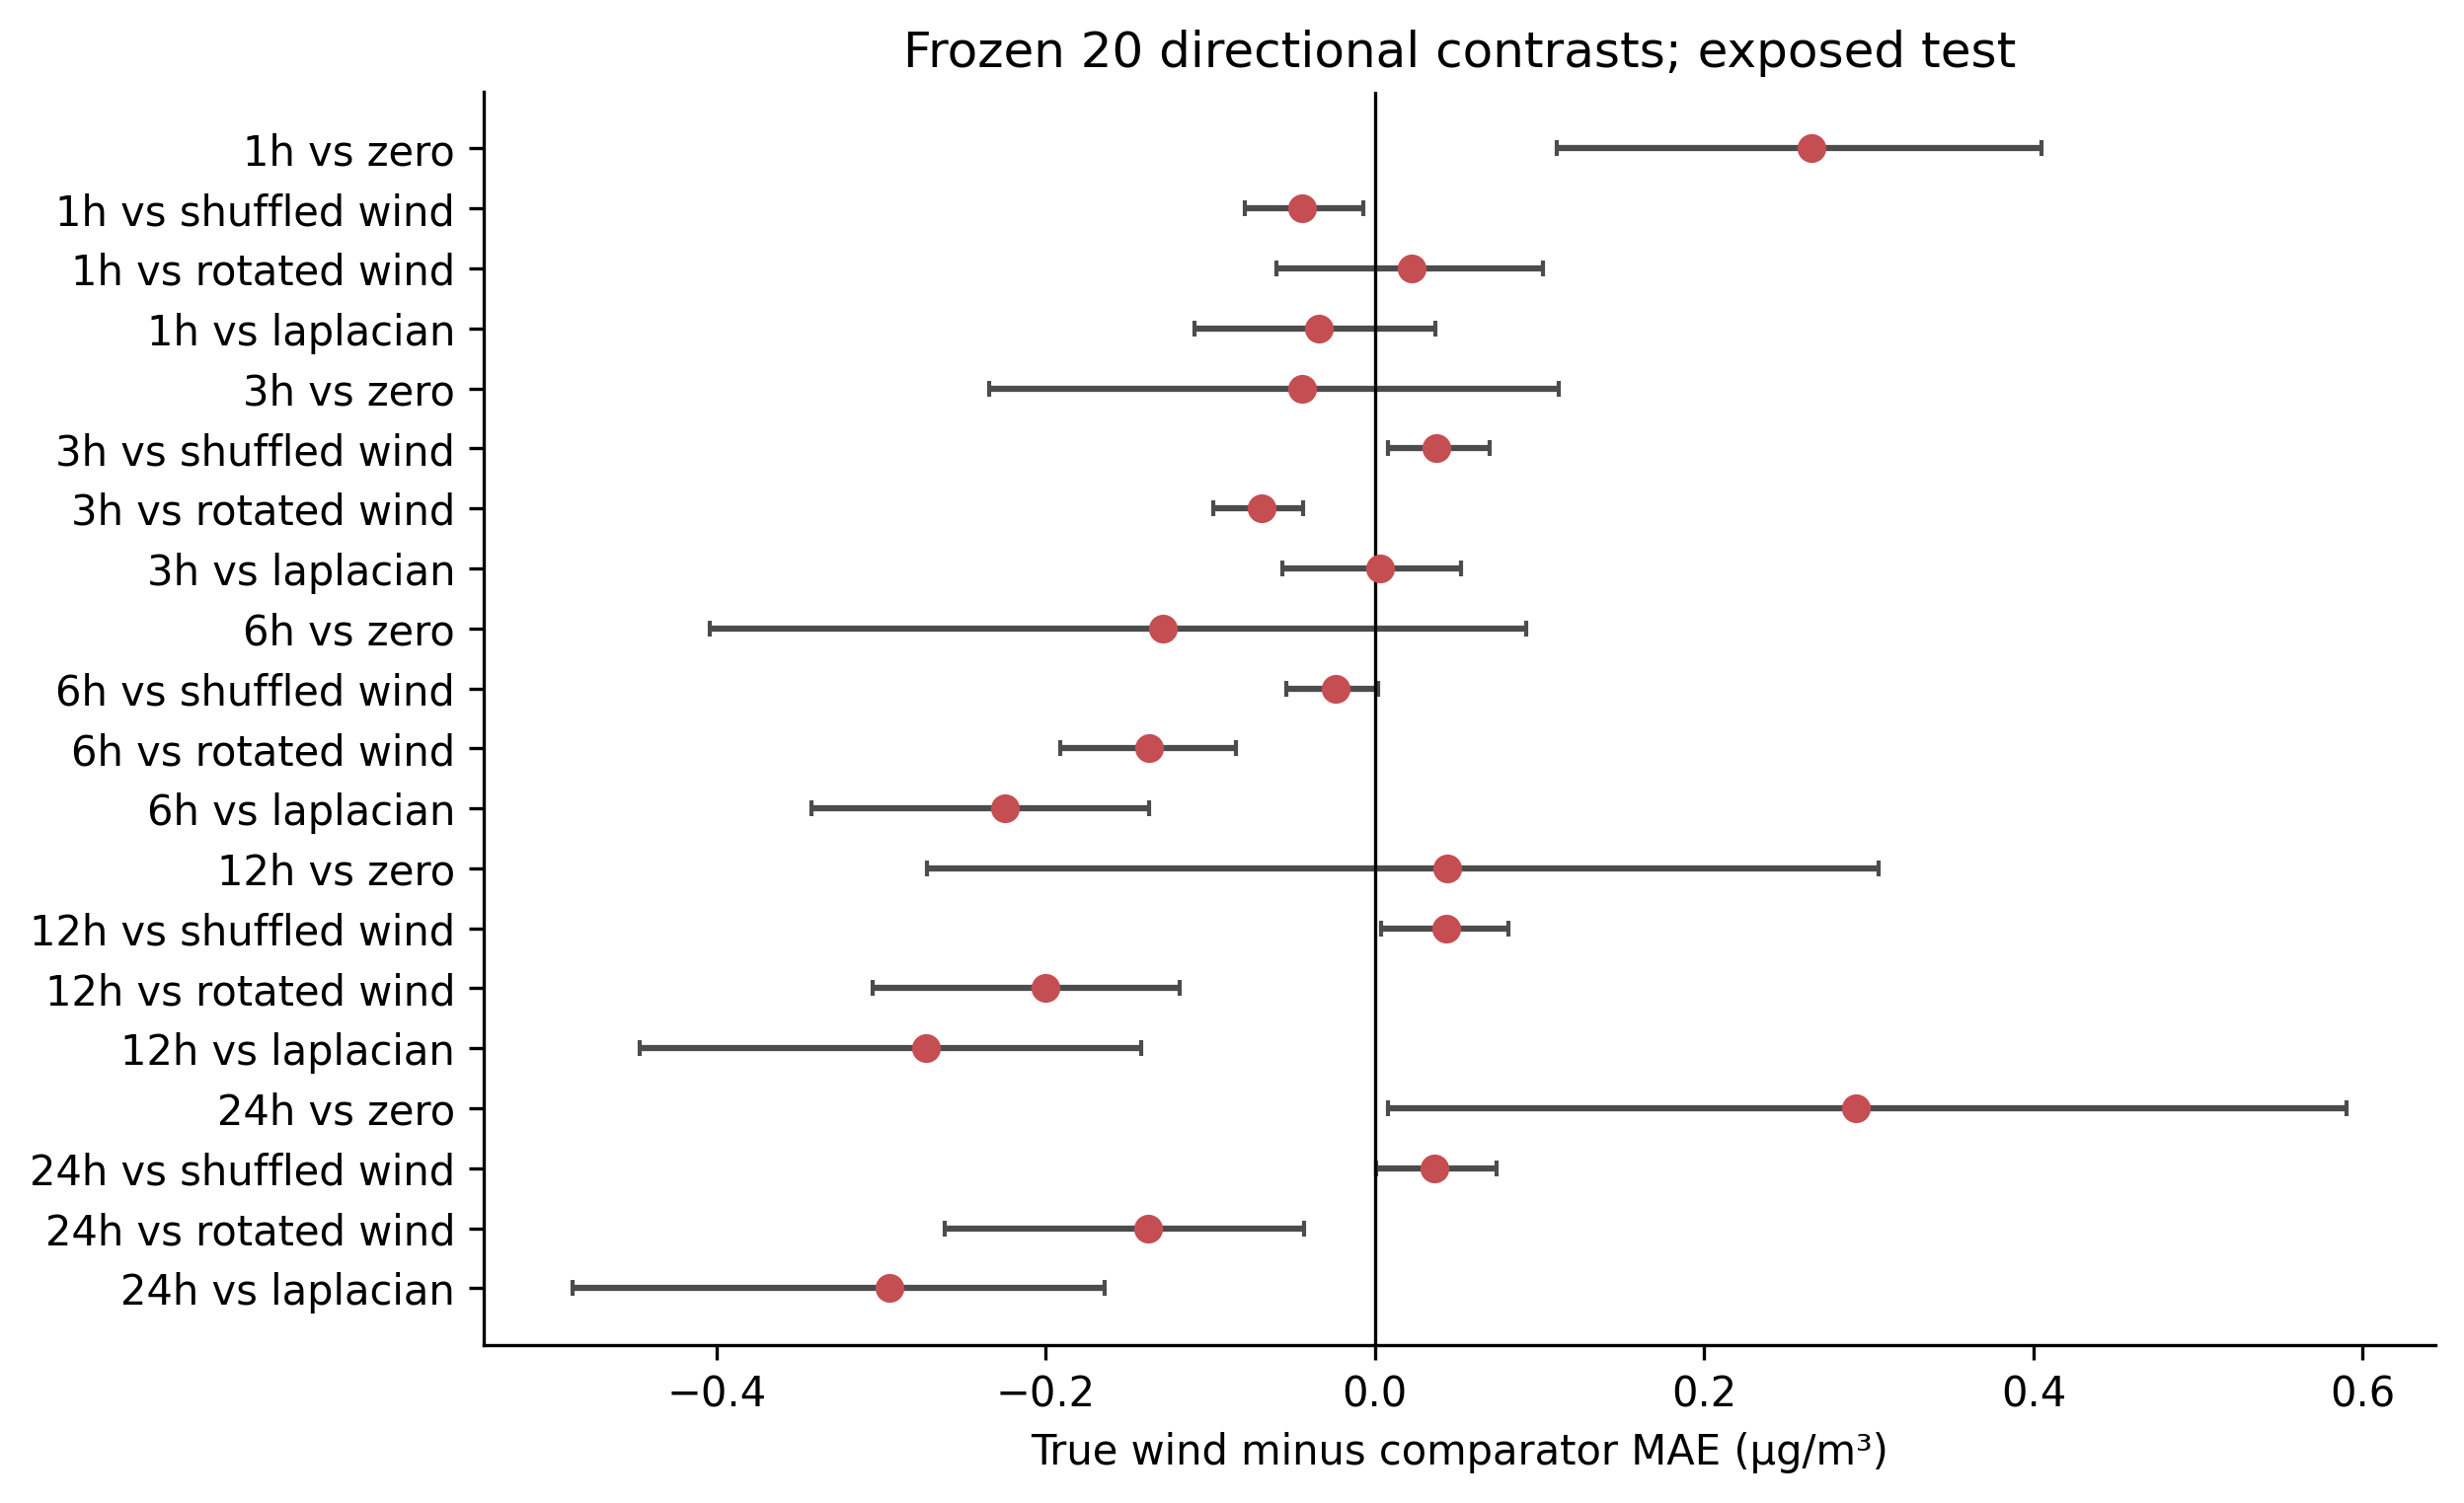 Frozen 20 directional contrasts; exposed test
1h vs zero
1h vs shuffled wind
1h vs rotated wind
1h vs laplacian
3h vs zero
3h vs shuffled wind
3h vs rotated wind
3h vs laplacian
6h vs zero
6h vs shuffled wind
6h vs rotated wind
6h vs laplacian
12h vs zero
12h vs shuffled wind
12h vs rotated wind
12h vs laplacian
24h vs zero
24h vs shuffled wind
24h vs rotated wind
24h vs laplacian
−0.4 −0.2 0.0 0.2 0.4 0.6
True wind minus comparator MAE (µg/m³)